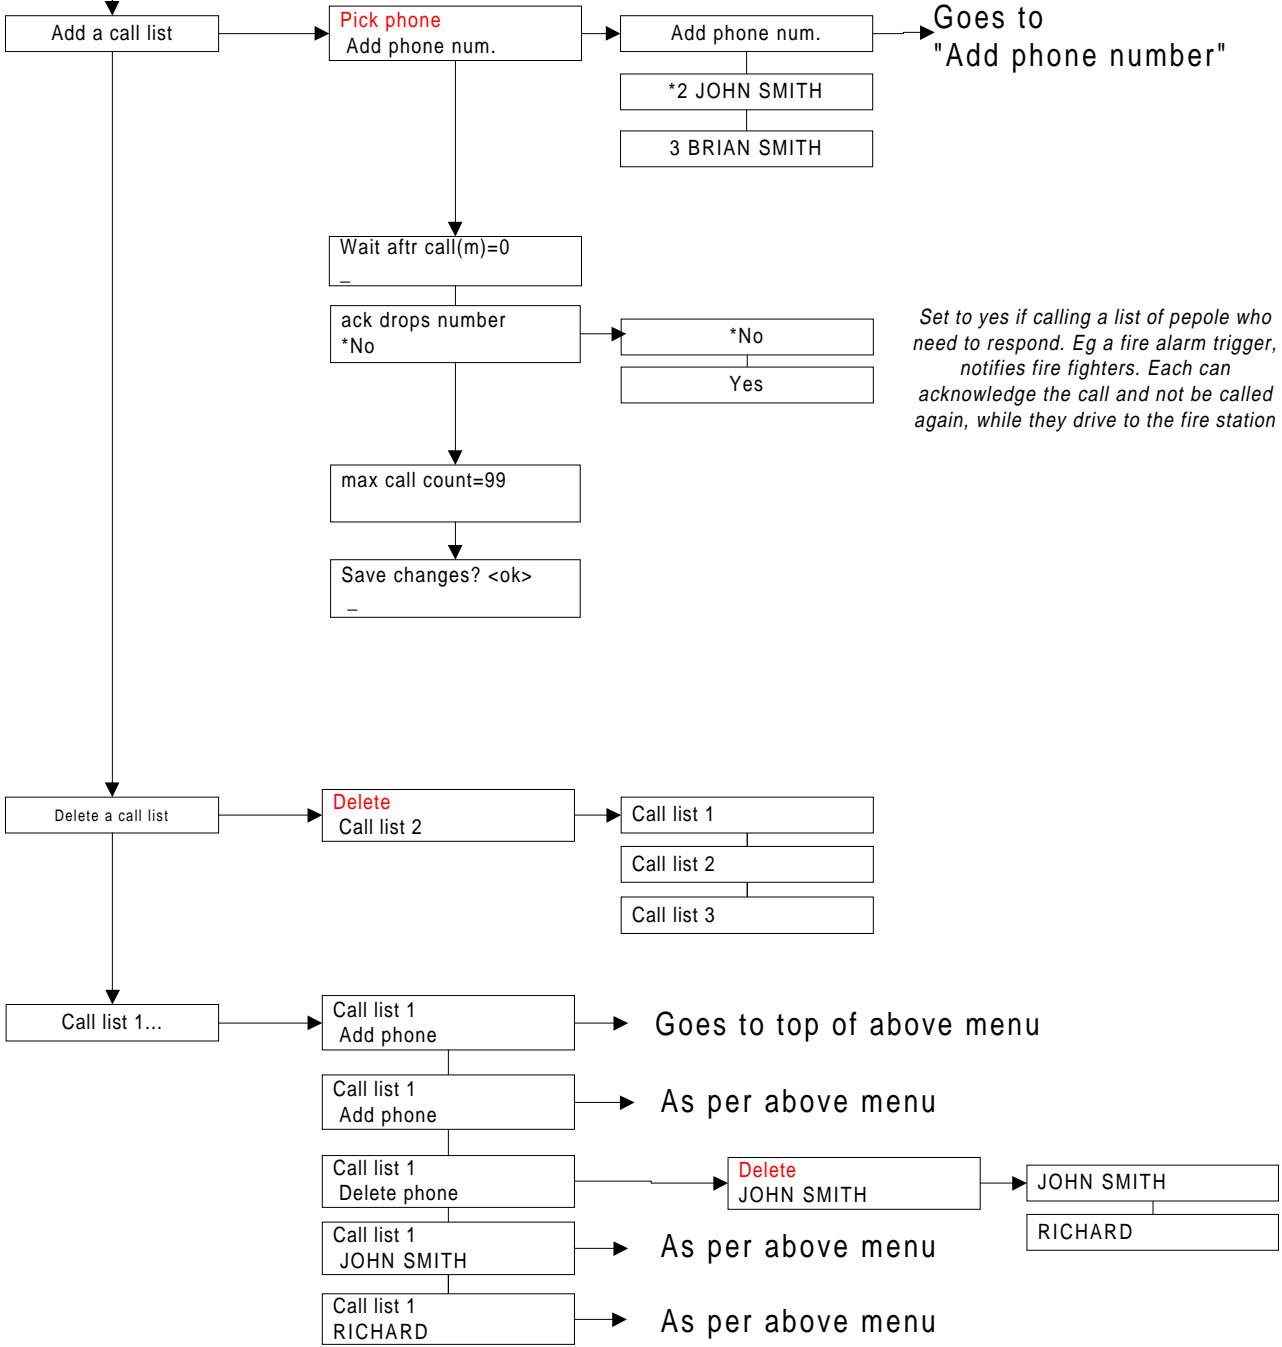 Add a call list
Pick phone
Add phone num.
Add phone num.
Goes to
"Add phone number"
*2 JOHN SMITH
3 BRIAN SMITH
Wait aftr call(m)=0
_
ack drops number
*No
*No
Yes
Set to yes if calling a list of pepole who
need to respond. Eg a fire alarm trigger,
notifies fire fighters. Each can
acknowledge the call and not be called
again, while they drive to the fire station
max call count=99
Save changes? <ok>
_
Delete a call list
Delete
Call list 2
Call list 1
Call list 2
Call list 3
Call list 1...
Call list 1
Add phone
Goes to top of above menu
Call list 1
Add phone
As per above menu
Call list 1
Delete phone
Delete
JOHN SMITH
JOHN SMITH
RICHARD
Call list 1
JOHN SMITH
As per above menu
Call list 1
RICHARD
As per above menu